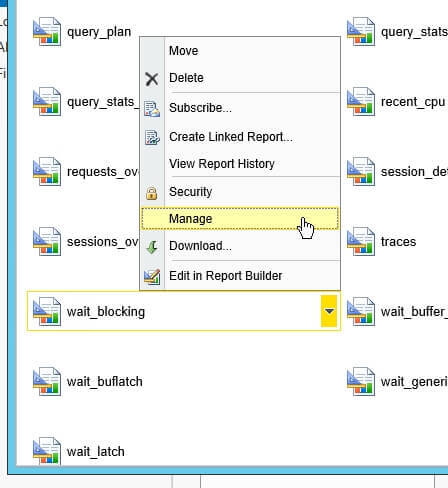 query_plan
query_stats
Move
Delete
query_stats_
Subscribe...
recent_cpu
Create Linked Report...
View Report History
requests_ov
session_det
Security
Manage
sessions_ov
Download...
traces
Edit in Report Builder
wait_blocking
wait_buffer_
wait_buflatch
wait_generi
wait_latch